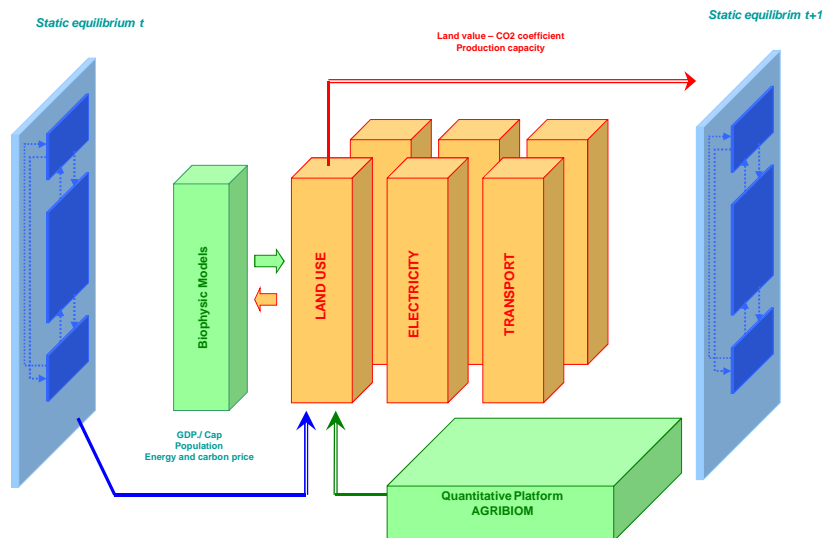 Static equilibrium t
Static equilibrim t+1
Land value – CO2 coefficient
Production capacity
Biophysic Models
LAND USE
ELECTRICITY
TRANSPORT
GDP./ Cap
Population
Energy and carbon price
Quantitative Platform
AGRIBIOM